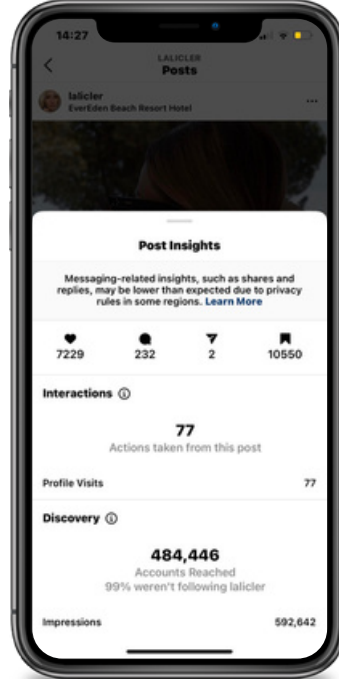 14:27
LALICLER
Posts
lalicler
EverEden Beach Resort Hotel
Post Insights
Messaging-related insights, such as shares and
replies, may be lower than expected due to privacy
rules in some regions. Learn More
7229 232 2 10550
Interactions
77
Actions taken from this post
Profile Visits 77
Discovery
484,446
Accounts Reached
99% weren't following lalicler
Impressions 592,642